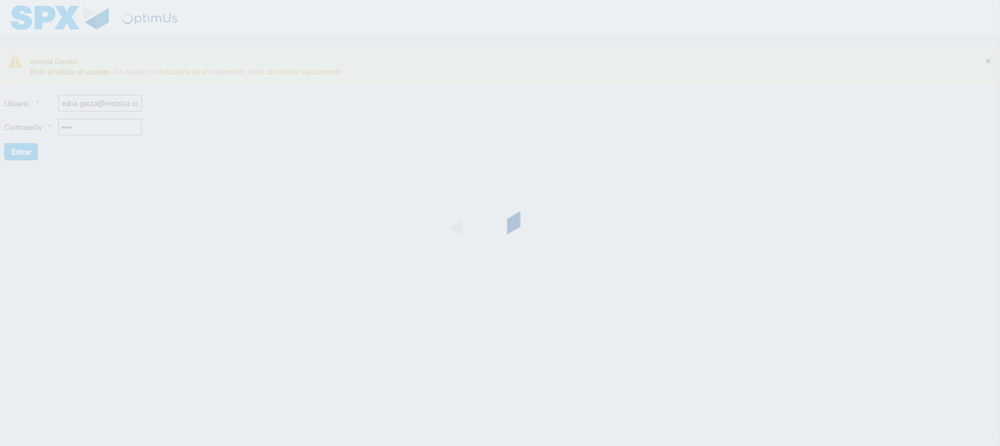 SPX OptimUs
Access Denied
Error al validar el usuario Su usuario o contraseña no son correctos, favor de intentar nuevamente
Usuario : * edna.garza@metalsa.cc
Contraseña : * ••••
Entrar